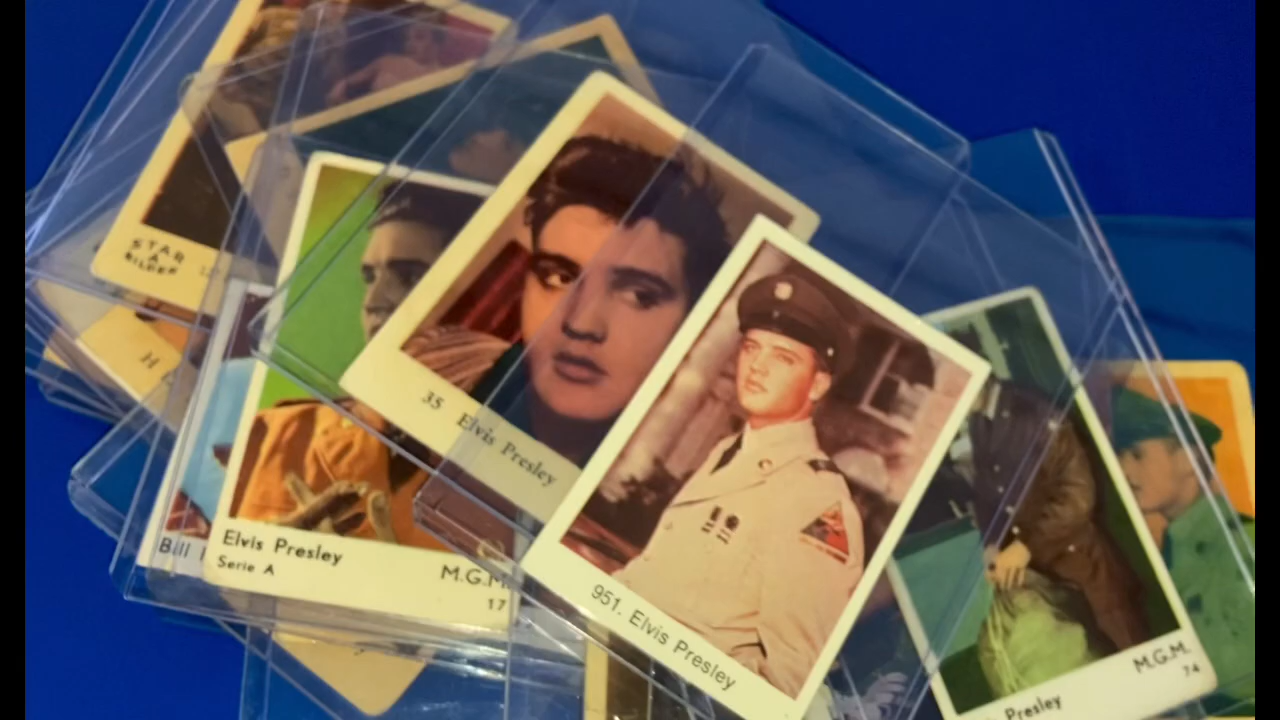 STAR
A
BILDER
H
35 Elvis Presley
Bill
Elvis Presley
Serie A
M.G.M.
17
951. Elvis Presley
M.G.M.
74
Presley